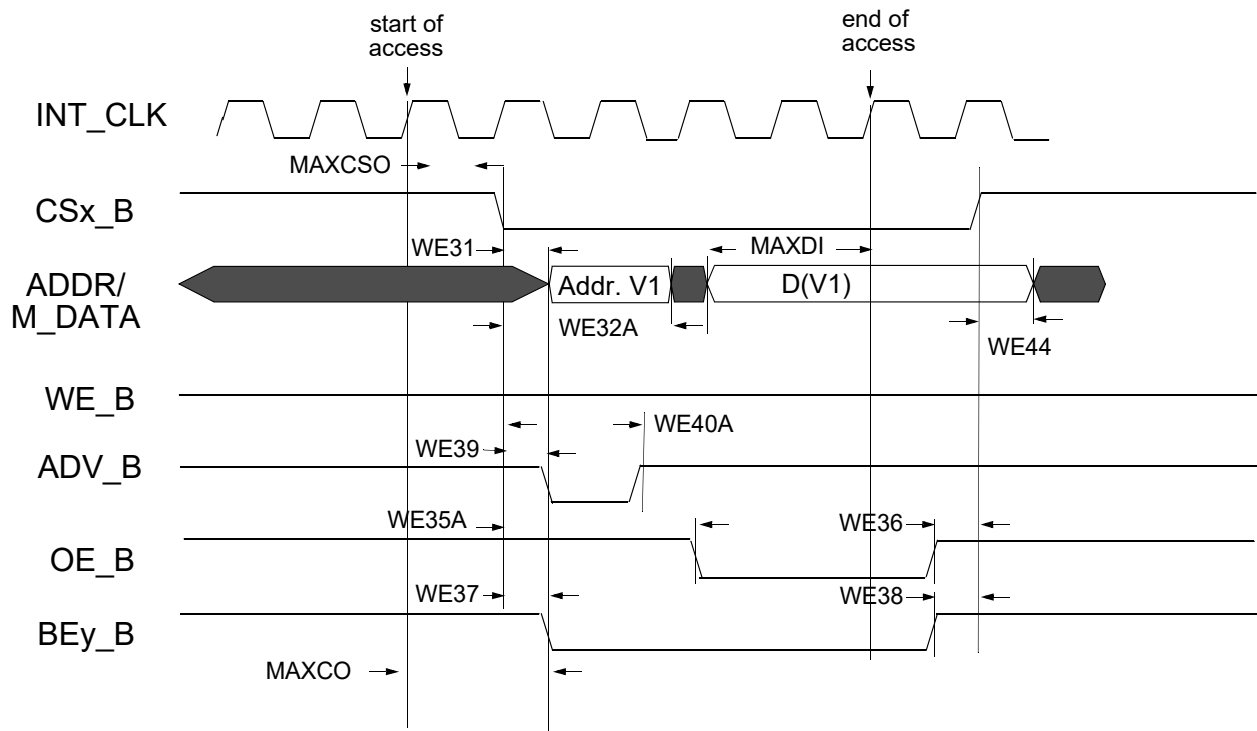 start of
access
end of
access
INT_CLK
MAXCSO
CSx_B
WE31
MAXDI
ADDR/
M_DATA
Addr. V1
D(V1)
WE32A
WE44
WE_B
WE40A
WE39
ADV_B
WE35A
WE36
OE_B
WE37
WE38
BEy_B
MAXCO